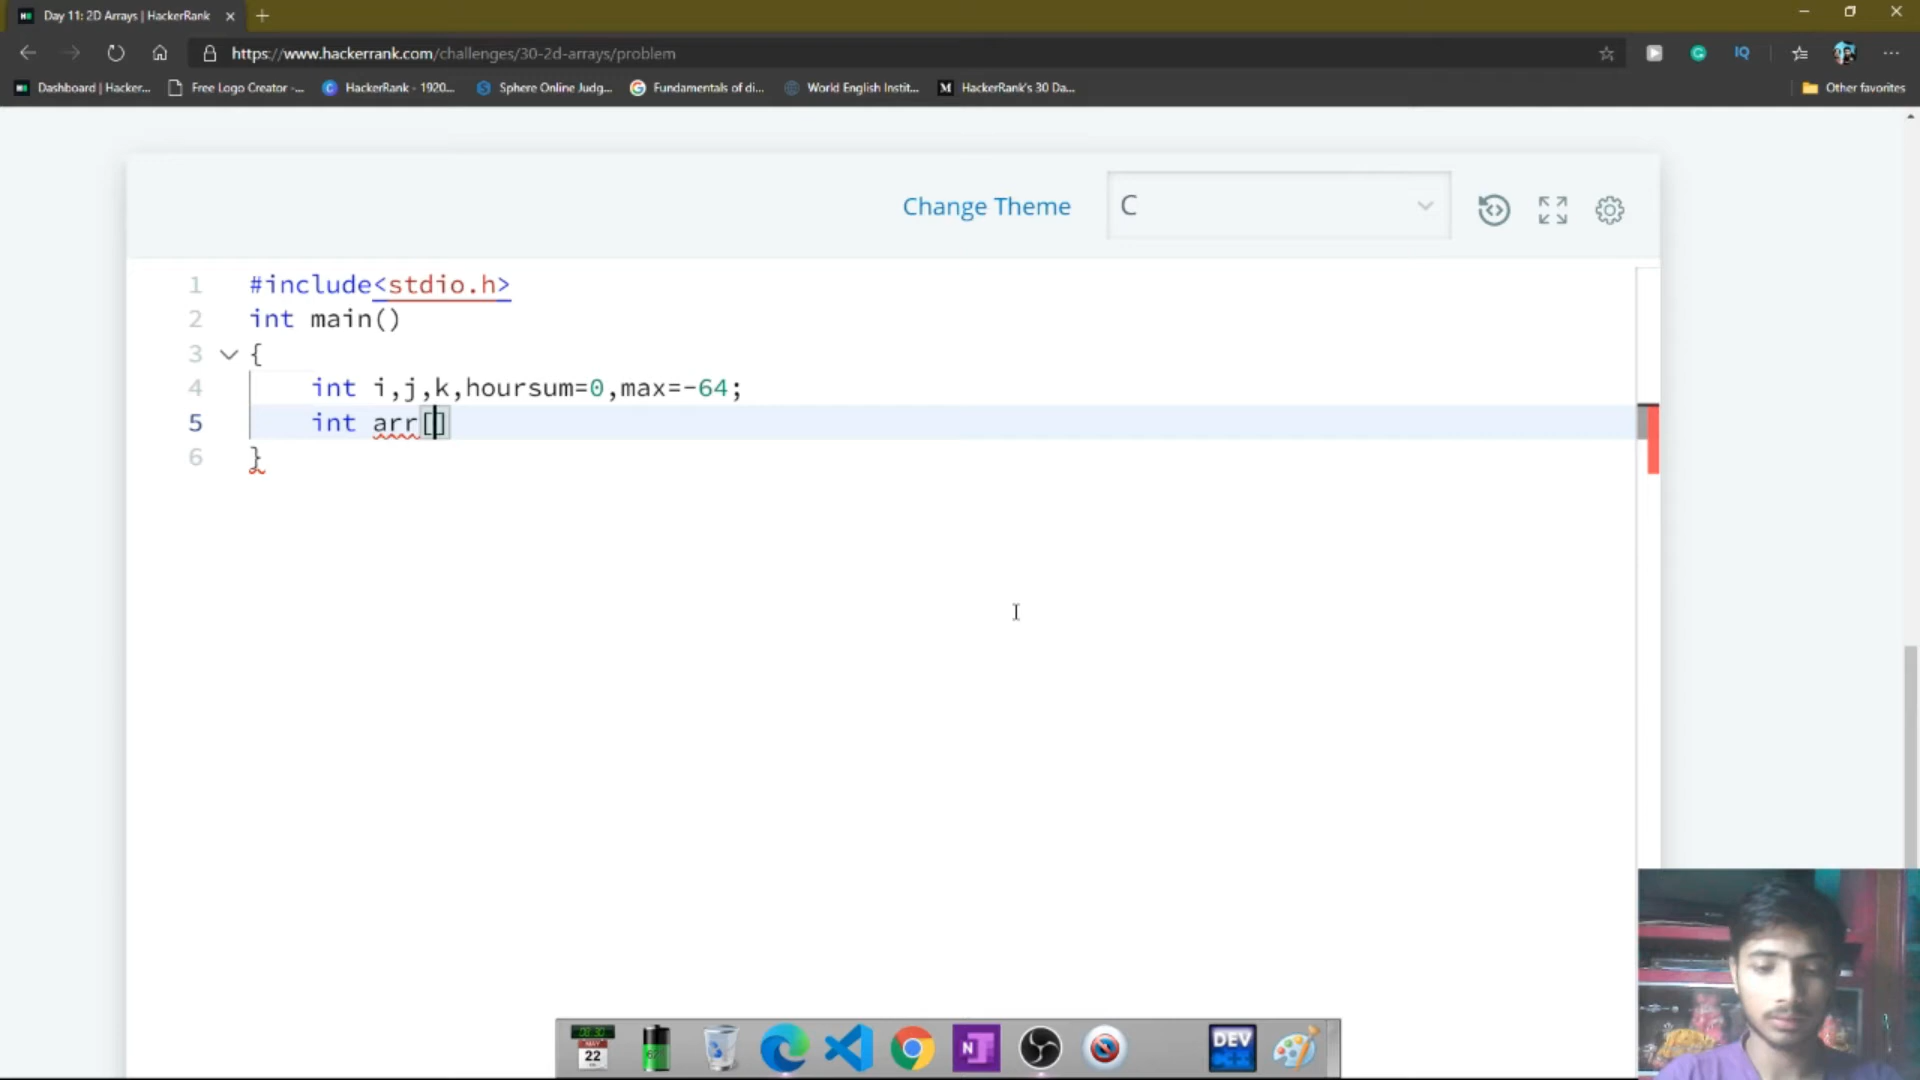 Day 11: 2D Arrays | HackerRank
https://www.hackerrank.com/challenges/30-2d-arrays/problem
IQ
Dashboard | Hacker...
Free Logo Creator -...
HackerRank - 1920...
Sphere Online Judg...
Fundamentals of di...
World English Instit...
M HackerRank's 30 Da...
Other favorites
Change Theme
C
1 #include<stdio.h>
2 int main()
3 {
4 int i,j,k,hoursum=0,max=-64;
5 int arr[]
6 }
MAY
22
N
DEV